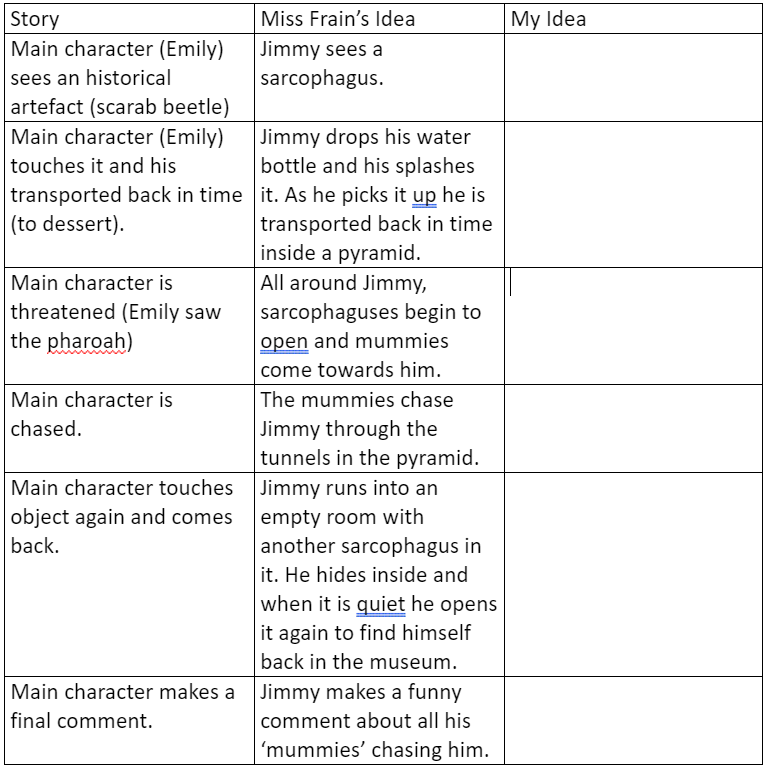 Story
Miss Frain’s Idea
My Idea
Main character (Emily)
sees an historical
artefact (scarab beetle)
Jimmy sees a
sarcophagus.
Main character (Emily)
touches it and his
transported back in time
(to dessert).
Jimmy drops his water
bottle and his splashes
it. As he picks it up he is
transported back in time
inside a pyramid.
Main character is
threatened (Emily saw
the pharoah)
All around Jimmy,
sarcophaguses begin to
open and mummies
come towards him.
Main character is
chased.
The mummies chase
Jimmy through the
tunnels in the pyramid.
Main character touches
object again and comes
back.
Jimmy runs into an
empty room with
another sarcophagus in
it. He hides inside and
when it is quiet he opens
it again to find himself
back in the museum.
Main character makes a
final comment.
Jimmy makes a funny
comment about all his
‘mummies’ chasing him.